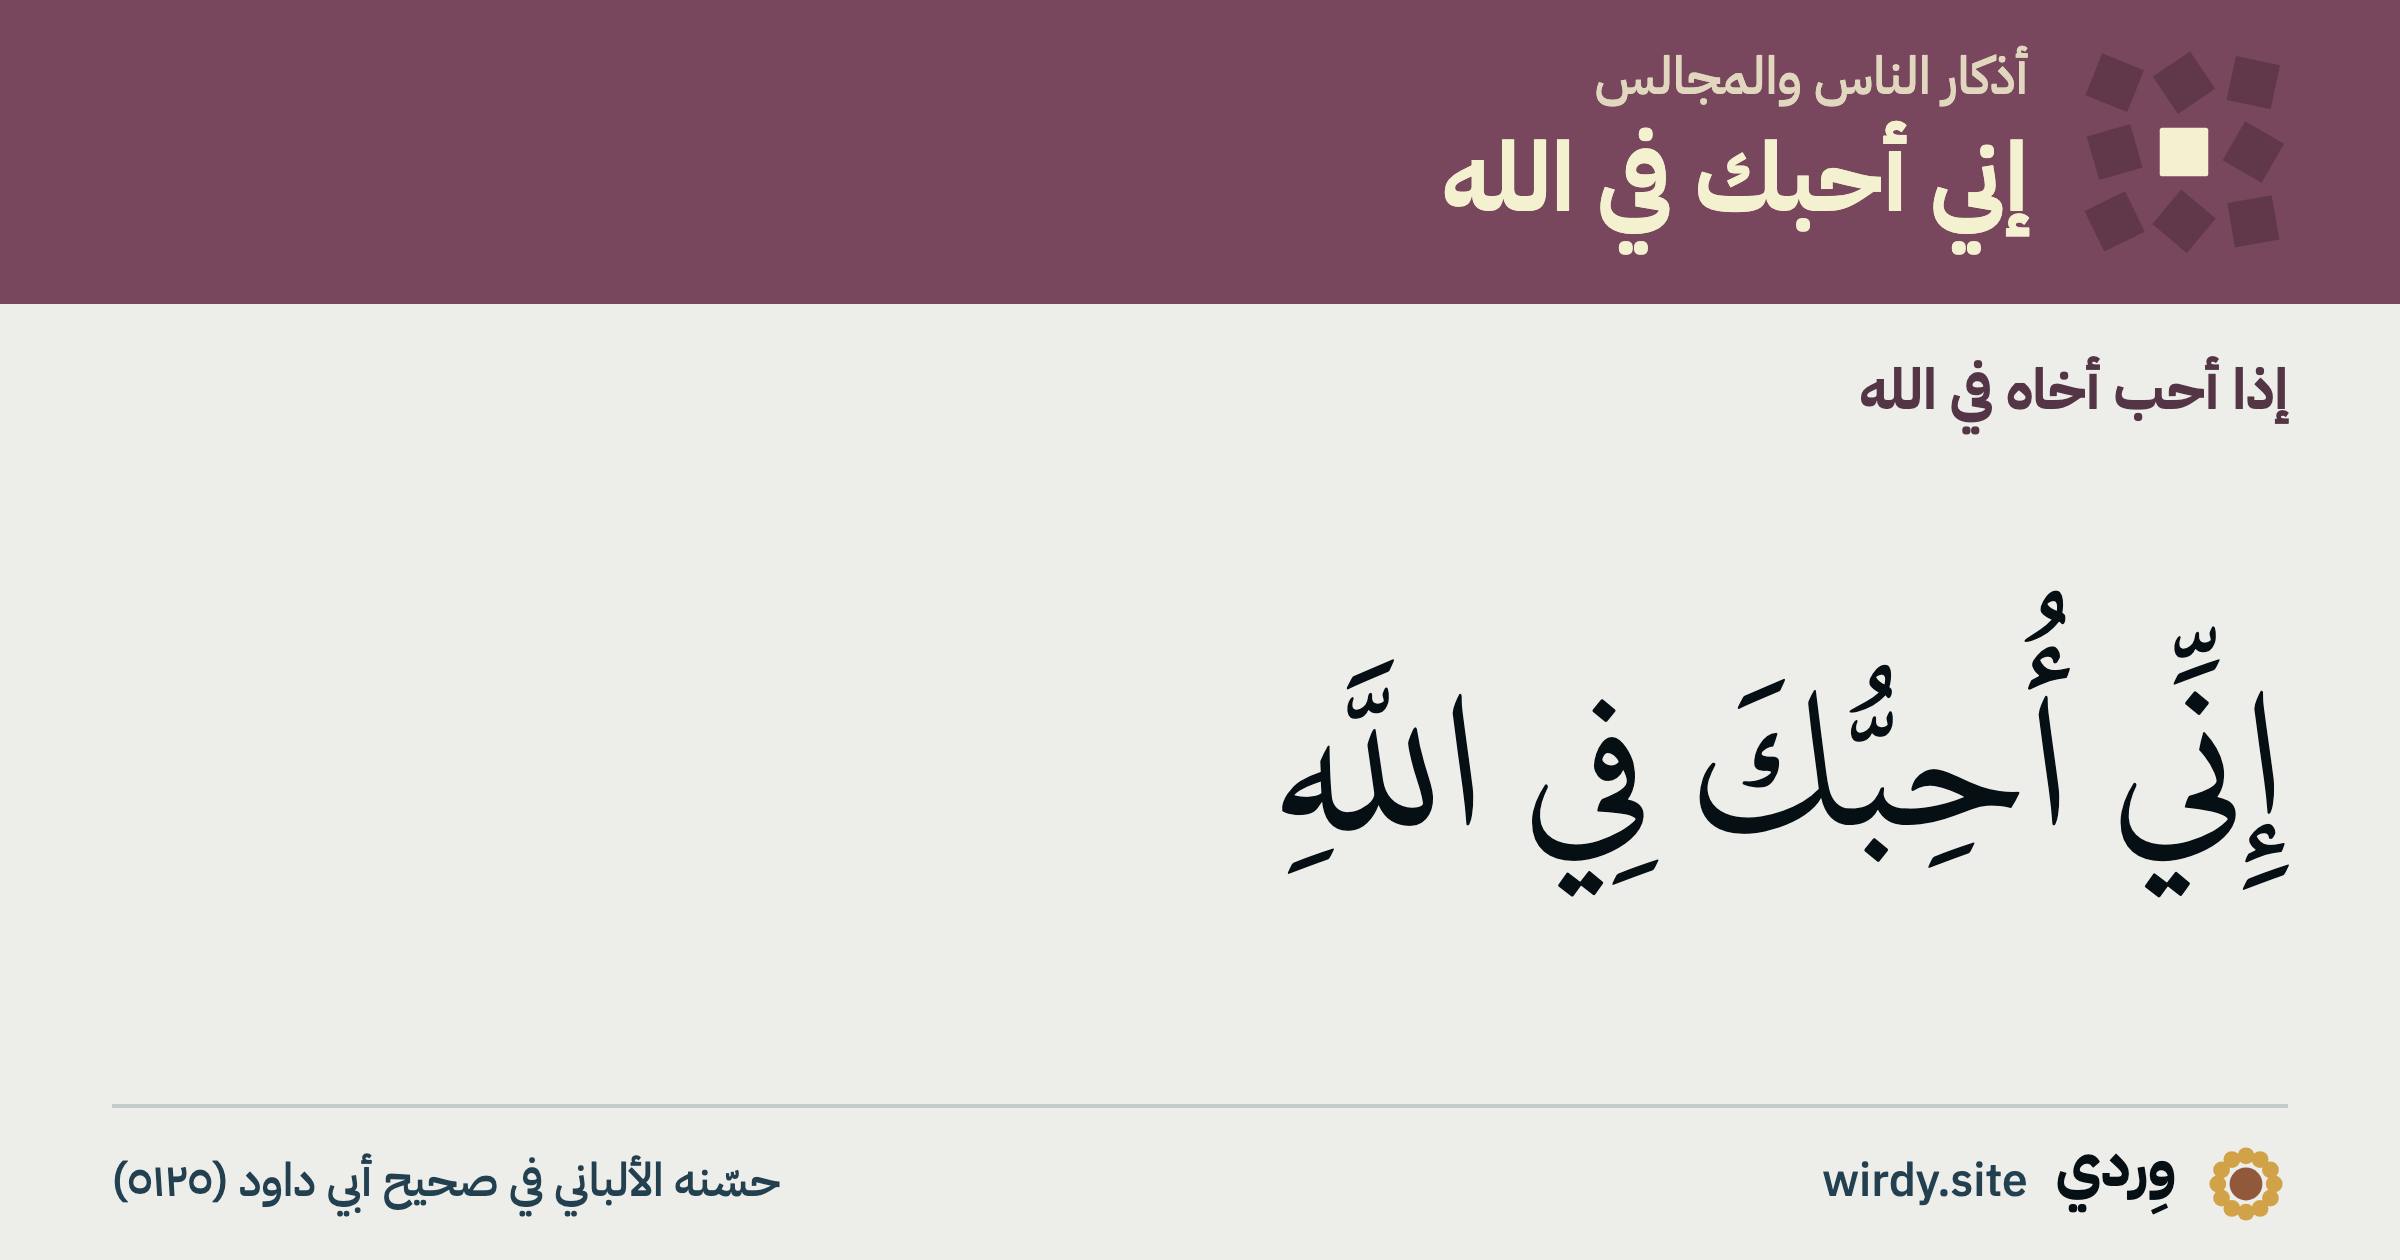 أذكار الناس والمجالس
إني أحبك في الله
إذا أحب أخاه في الله
إِنِّي أُحِبُّكَ فِي اللَّهِ
وِردي wirdy.site
حسّنه الألباني في صحيح أبي داود (٥١٢٥)